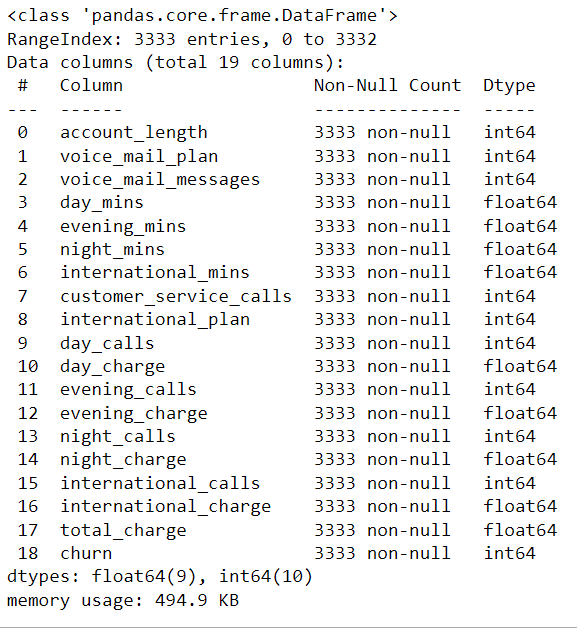 <class 'pandas.core.frame.DataFrame'>
RangeIndex: 3333 entries, 0 to 3332
Data columns (total 19 columns):
 #   Column                  Non-Null Count  Dtype
---  ------                  --------------  -----
 0   account_length          3333 non-null   int64
 1   voice_mail_plan         3333 non-null   int64
 2   voice_mail_messages     3333 non-null   int64
 3   day_mins                3333 non-null   float64
 4   evening_mins            3333 non-null   float64
 5   night_mins              3333 non-null   float64
 6   international_mins      3333 non-null   float64
 7   customer_service_calls  3333 non-null   int64
 8   international_plan      3333 non-null   int64
 9   day_calls               3333 non-null   int64
 10  day_charge              3333 non-null   float64
 11  evening_calls           3333 non-null   int64
 12  evening_charge          3333 non-null   float64
 13  night_calls             3333 non-null   int64
 14  night_charge            3333 non-null   float64
 15  international_calls     3333 non-null   int64
 16  international_charge    3333 non-null   float64
 17  total_charge            3333 non-null   float64
 18  churn                   3333 non-null   int64
dtypes: float64(9), int64(10)
memory usage: 494.9 KB